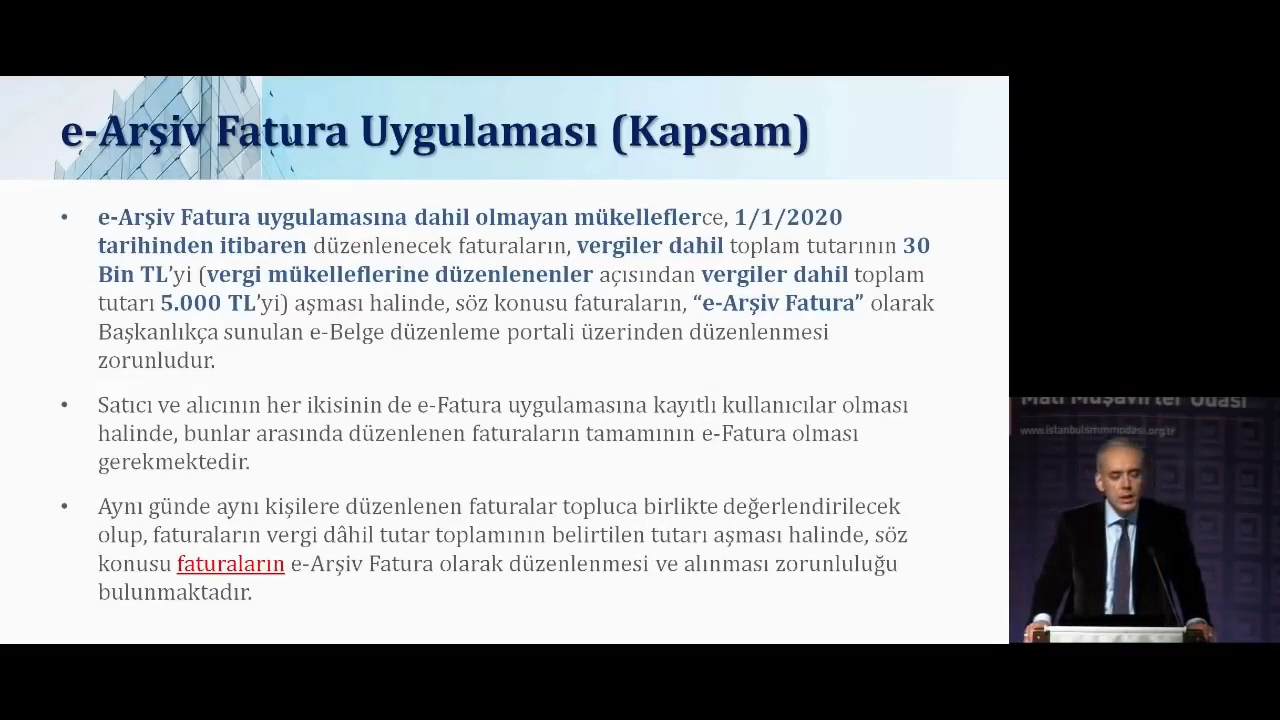 e-Arşiv Fatura Uygulaması (Kapsam)
• e-Arşiv Fatura uygulamasına dahil olmayan mükelleflerce, 1/1/2020
tarihinden itibaren düzenlenecek faturaların, vergiler dahil toplam tutarının 30
Bin TL’yi (vergi mükelleflerine düzenlenenler açısından vergiler dahil toplam
tutarı 5.000 TL’yi) aşması halinde, söz konusu faturaların, “e-Arşiv Fatura” olarak
Başkanlıkça sunulan e-Belge düzenleme portali üzerinden düzenlenmesi
zorunludur.
• Satıcı ve alıcının her ikisinin de e-Fatura uygulamasına kayıtlı kullanıcılar olması
halinde, bunlar arasında düzenlenen faturaların tamamının e-Fatura olması
gerekmektedir.
• Aynı günde aynı kişilere düzenlenen faturalar topluca birlikte değerlendirilecek
olup, faturaların vergi dâhil tutar toplamının belirtilen tutarı aşması halinde, söz
konusu faturaların e-Arşiv Fatura olarak düzenlenmesi ve alınması zorunluluğu
bulunmaktadır.
Mali Müşavirler Odası
www.istanbulsmmmodasi.org.tr